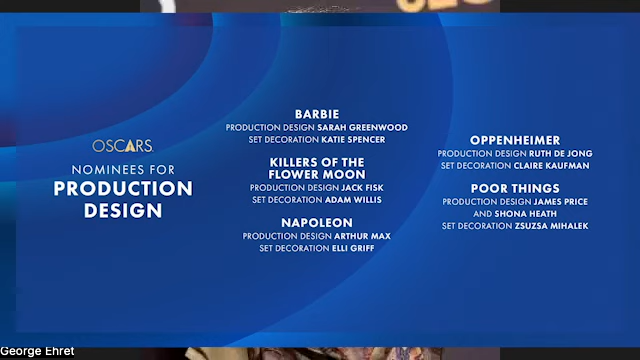 OSCARS
NOMINEES FOR
PRODUCTION
DESIGN
BARBIE
PRODUCTION DESIGN SARAH GREENWOOD
SET DECORATION KATIE SPENCER
KILLERS OF THE
FLOWER MOON
PRODUCTION DESIGN JACK FISK
SET DECORATION ADAM WILLIS
NAPOLEON
PRODUCTION DESIGN ARTHUR MAX
SET DECORATION ELLI GRIFF
OPPENHEIMER
PRODUCTION DESIGN RUTH DE JONG
SET DECORATION CLAIRE KAUFMAN
POOR THINGS
PRODUCTION DESIGN JAMES PRICE
AND SHONA HEATH
SET DECORATION ZSUZSA MIHALEK
George Ehret